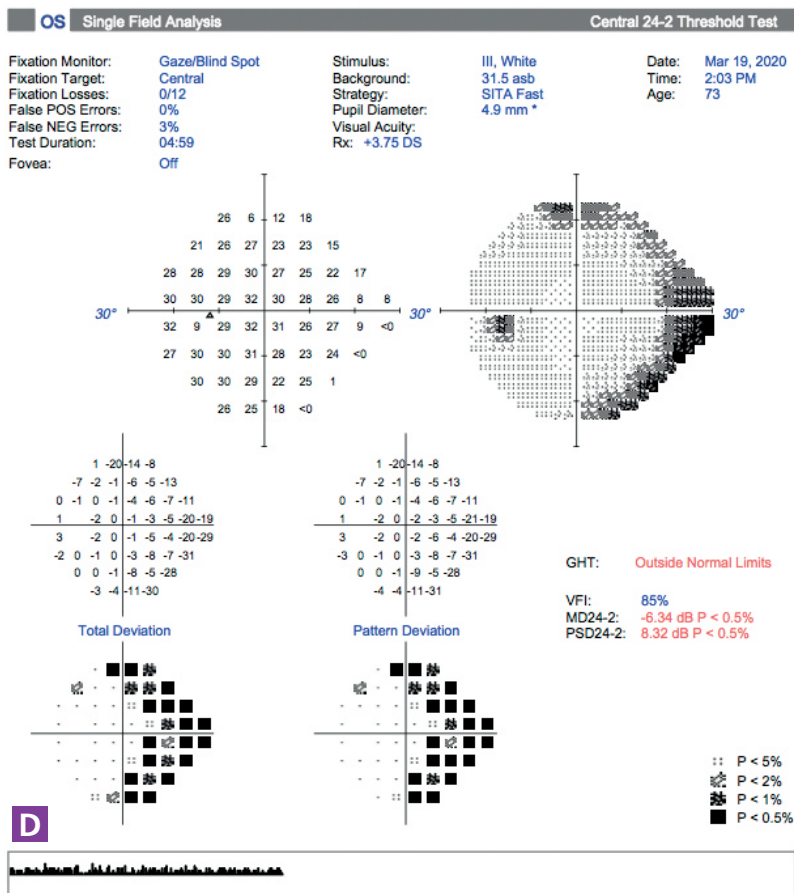 OS Single Field Analysis Central 24-2 Threshold Test
Fixation Monitor: Gaze/Blind Spot Stimulus: III, White Date: Mar 19, 2020
Fixation Target: Central Background: 31.5 asb Time: 2:03 PM
Fixation Losses: 0/12 Strategy: SITA Fast Age: 73
False POS Errors: 0% Pupil Diameter: 4.9 mm *
False NEG Errors: 3% Visual Acuity:
Test Duration: 04:59 Rx: +3.75 DS
Fovea: Off
26 6 12 18
21 26 27 23 23 15
28 28 29 30 27 25 22 17
30 30 29 32 30 28 26 8 8
30° 30° 30°
32 9 29 32 31 26 27 9 <0
27 30 30 31 28 23 24 <0
30 30 29 22 25 1
26 25 18 <0
1 -20 -14 -8 1 -20 -14 -8
-7 -2 -1 -6 -5 -13 -7 -2 -1 -6 -5 -13
0 -1 0 -1 -4 -6 -7 -11 0 -1 0 -1 -4 -6 -7 -11
1 -2 0 -1 -3 -5 -20 -19 1 -2 0 -2 -3 -5 -21 -19
3 -2 0 -1 -5 -4 -20 -29 3 -2 0 -2 -6 -4 -20 -29
-2 0 -1 0 -3 -8 -7 -31 -3 0 -1 0 -3 -8 -7 -31
0 0 -1 -8 -5 -28 0 0 -1 -9 -5 -28
-3 -4 -11 -30 -4 -4 -11 -31
GHT: Outside Normal Limits
VFI: 85%
MD24-2: -6.34 dB P < 0.5%
PSD24-2: 8.32 dB P < 0.5%
Total Deviation Pattern Deviation
P < 5%
P < 2%
P < 1%
P < 0.5%
D